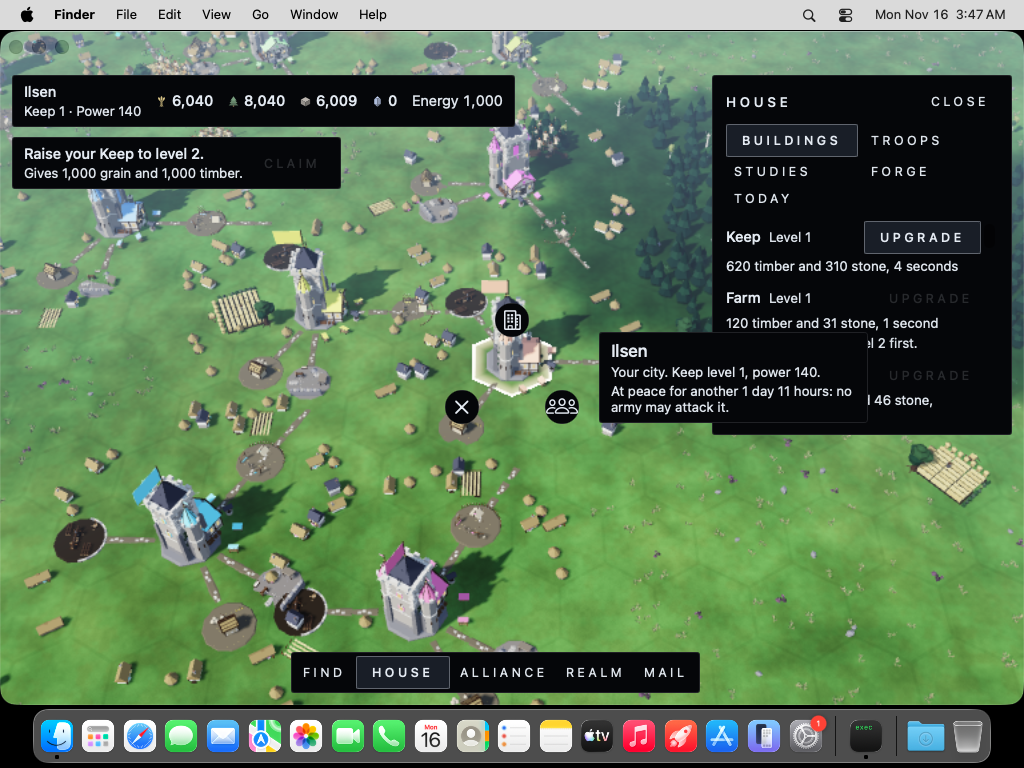 Finder File Edit View Go Window Help
Mon Nov 16 3:47 AM
Ilsen
Keep 1 · Power 140
6,040 8,040 6,009 0 Energy 1,000
Raise your Keep to level 2.
Gives 1,000 grain and 1,000 timber.
CLAIM
HOUSE
CLOSE
BUILDINGS
TROOPS
STUDIES
FORGE
TODAY
Keep Level 1
UPGRADE
620 timber and 310 stone, 4 seconds
Farm Level 1
UPGRADE
120 timber and 31 stone, 1 second
2 first.
UPGRADE
46 stone,
Ilsen
Your city. Keep level 1, power 140.
At peace for another 1 day 11 hours: no
army may attack it.
FIND HOUSE ALLIANCE REALM MAIL
Mon
16
tv
1
exec